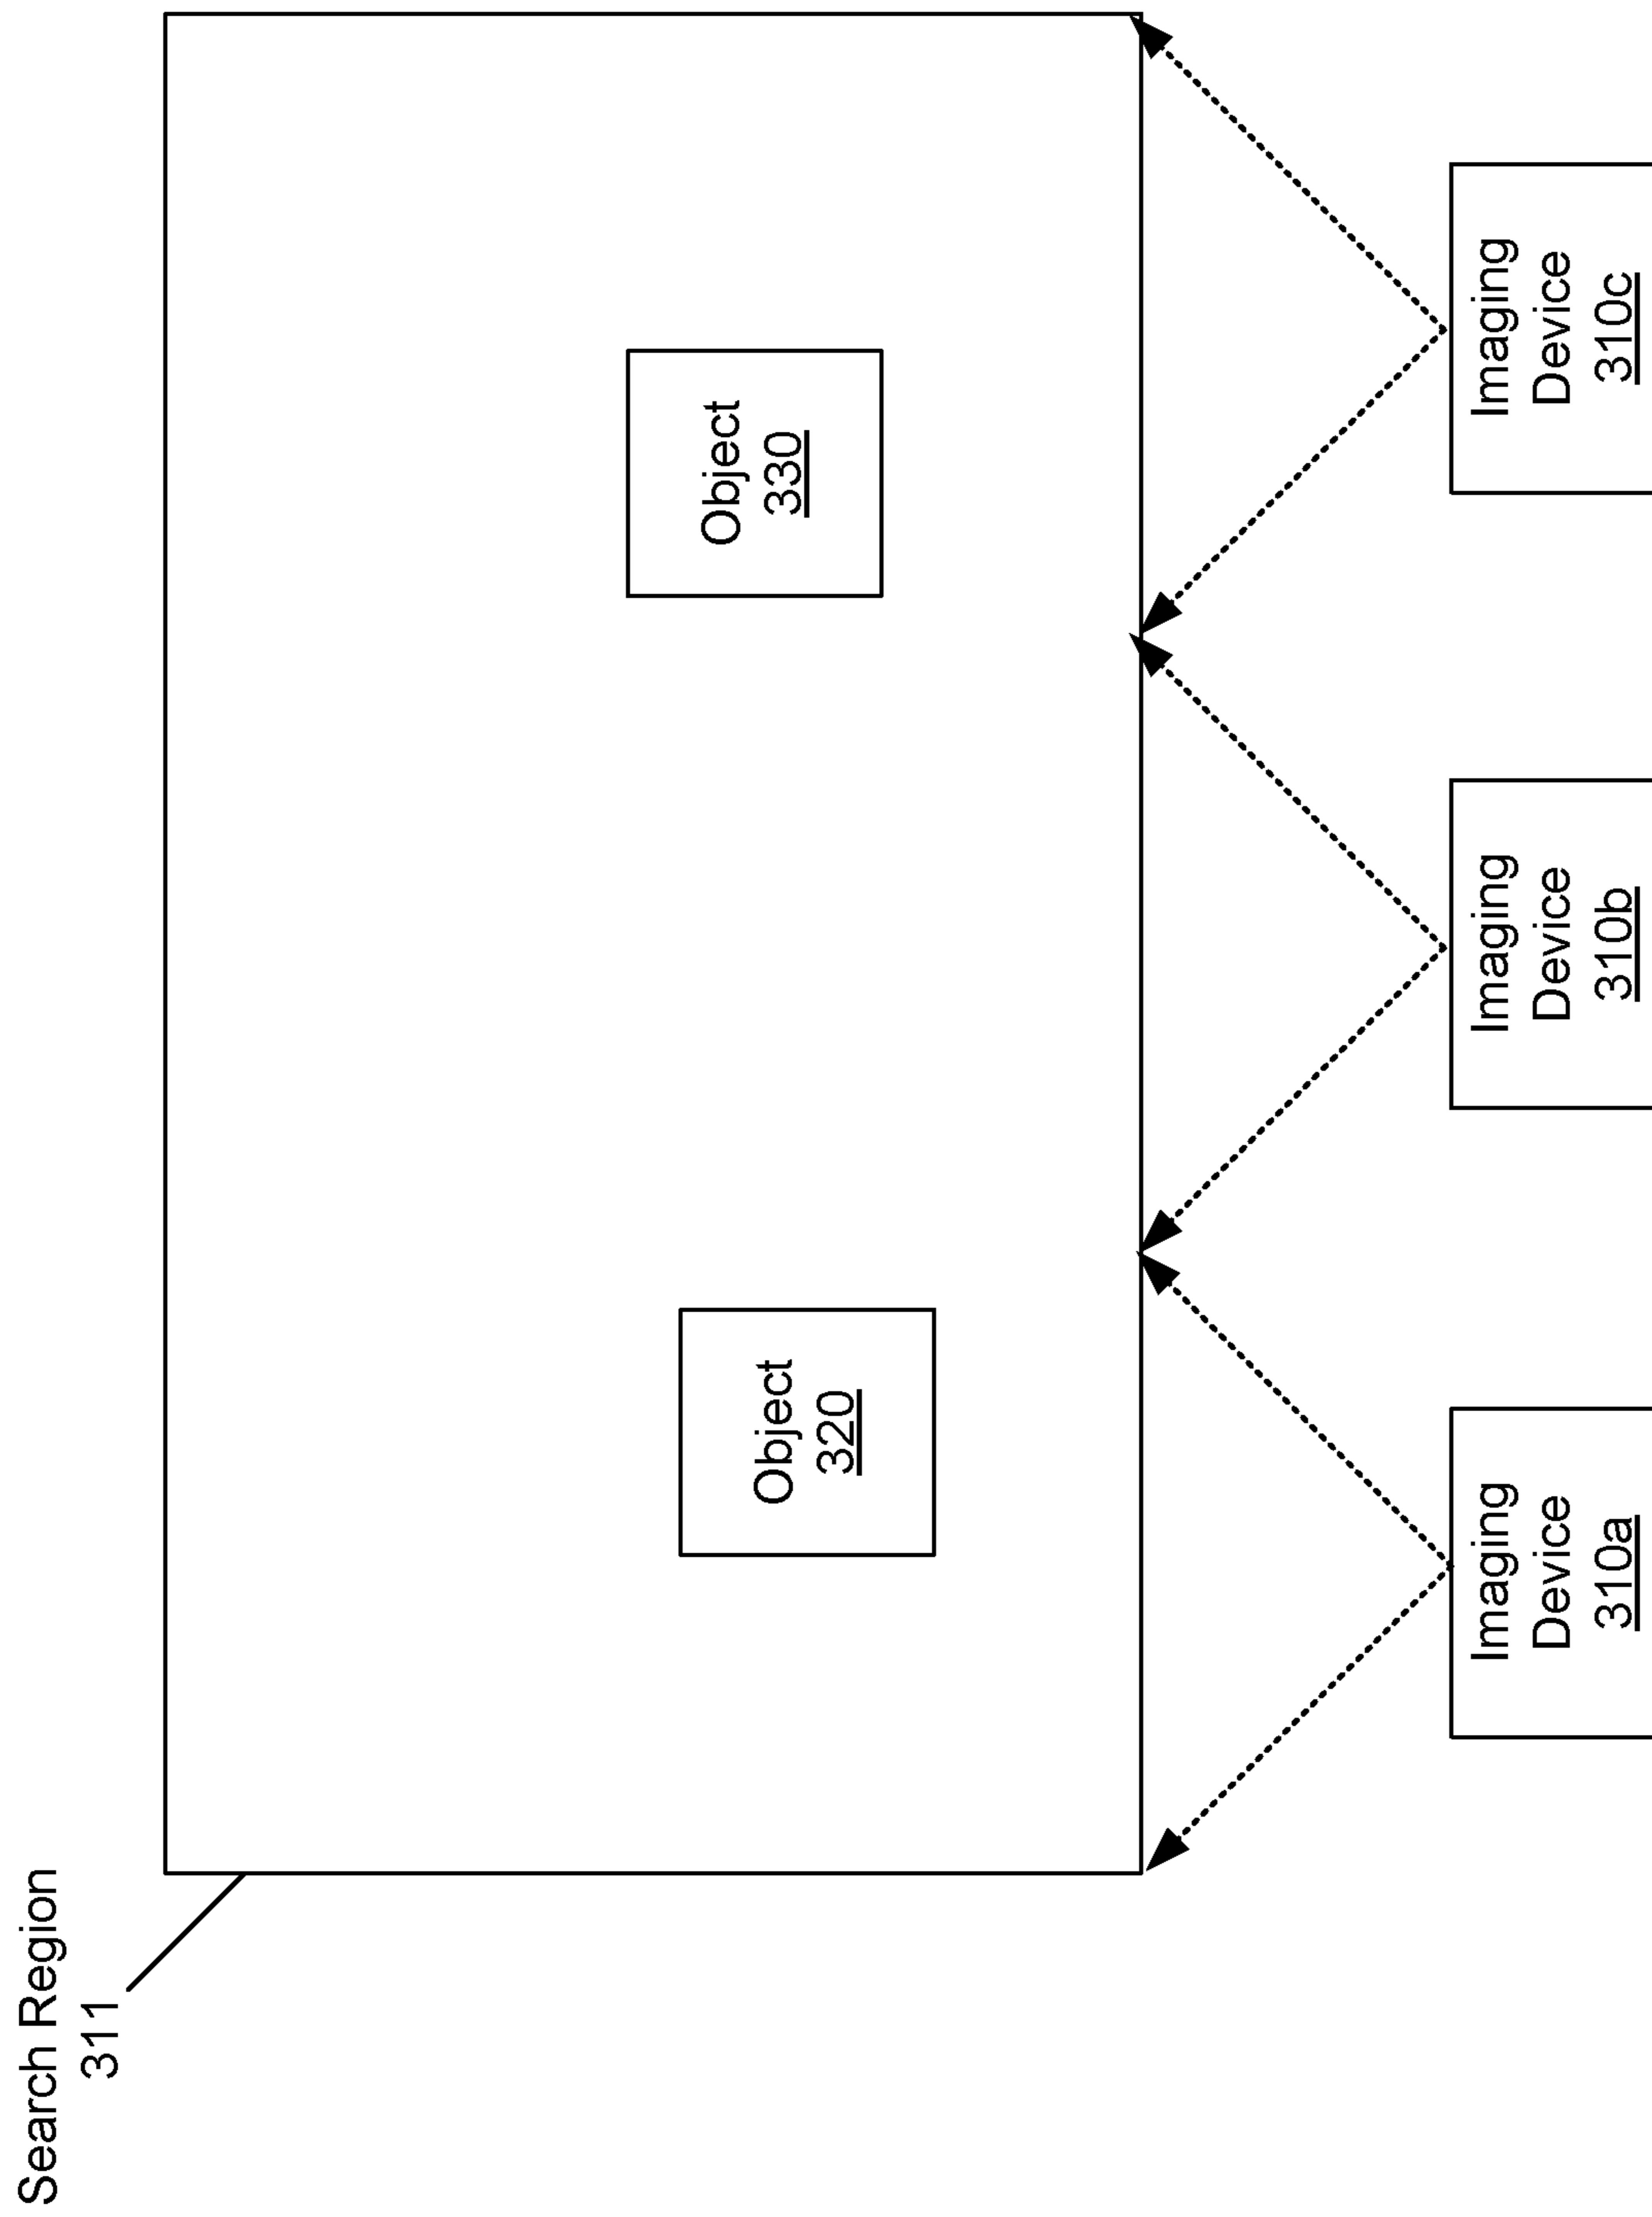 Search Region
311
Object
320
Object
330
Imaging
Device
310a
Imaging
Device
310b
Imaging
Device
310c